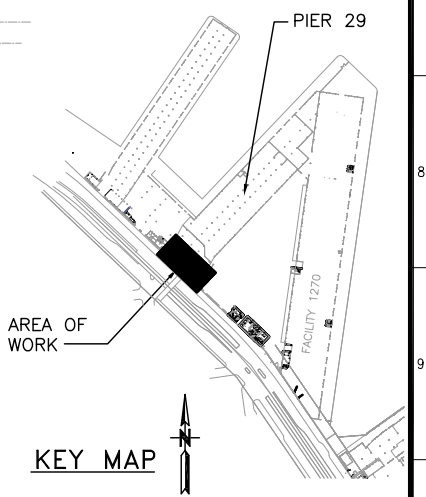 PIER 29
8
FACILITY 1270
AREA OF
WORK
9
N
KEY MAP